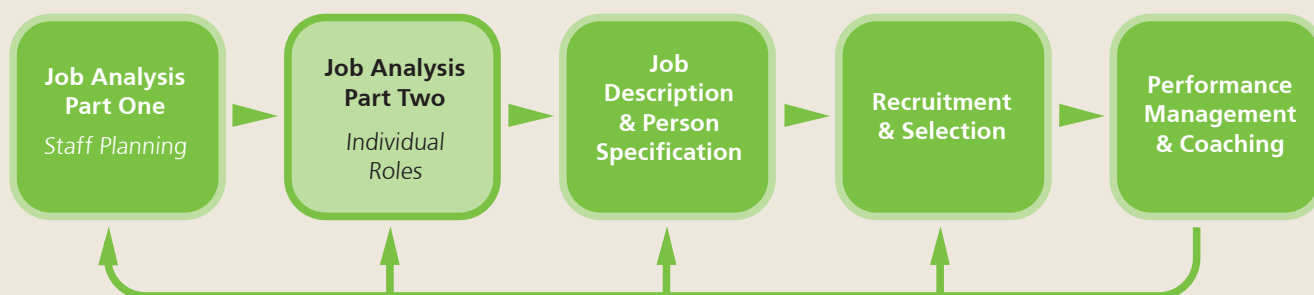 Job Analysis
Part One
Staff Planning
Job Analysis
Part Two
Individual
Roles
Job
Description
& Person
Specification
Recruitment
& Selection
Performance
Management
& Coaching